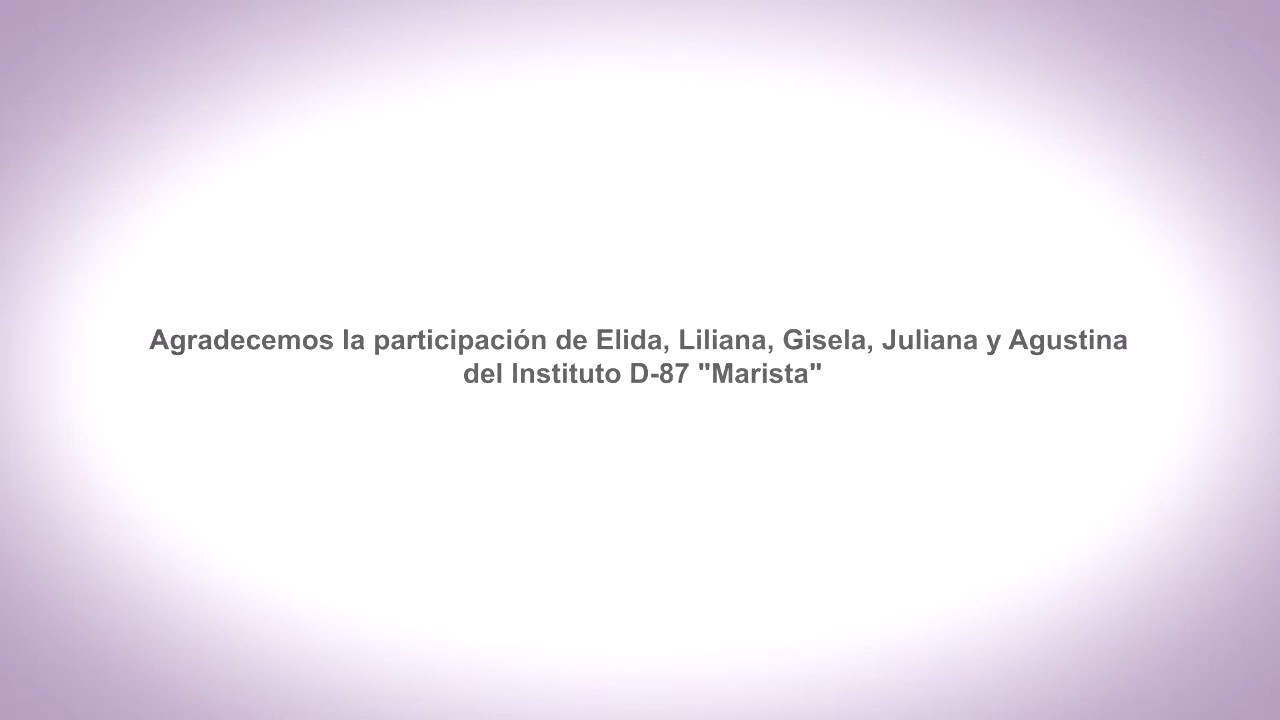 Agradecemos la participación de Elida, Liliana, Gisela, Juliana y Agustina
del Instituto D-87 "Marista"